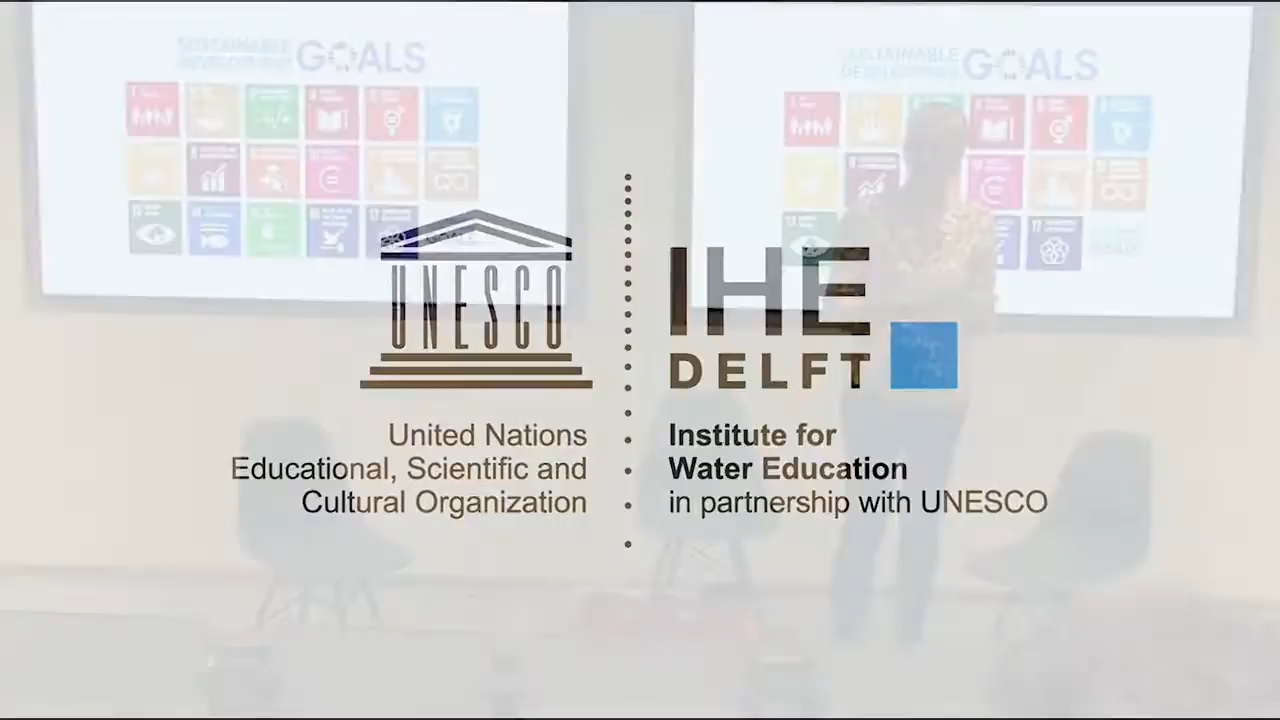 SUSTAINABLE
DEVELOPMENT GOALS
SUSTAINABLE
DEVELOPMENT GOALS
UNESCO
United Nations
Educational, Scientific and
Cultural Organization
IHE
DELFT
Institute for
Water Education
in partnership with UNESCO